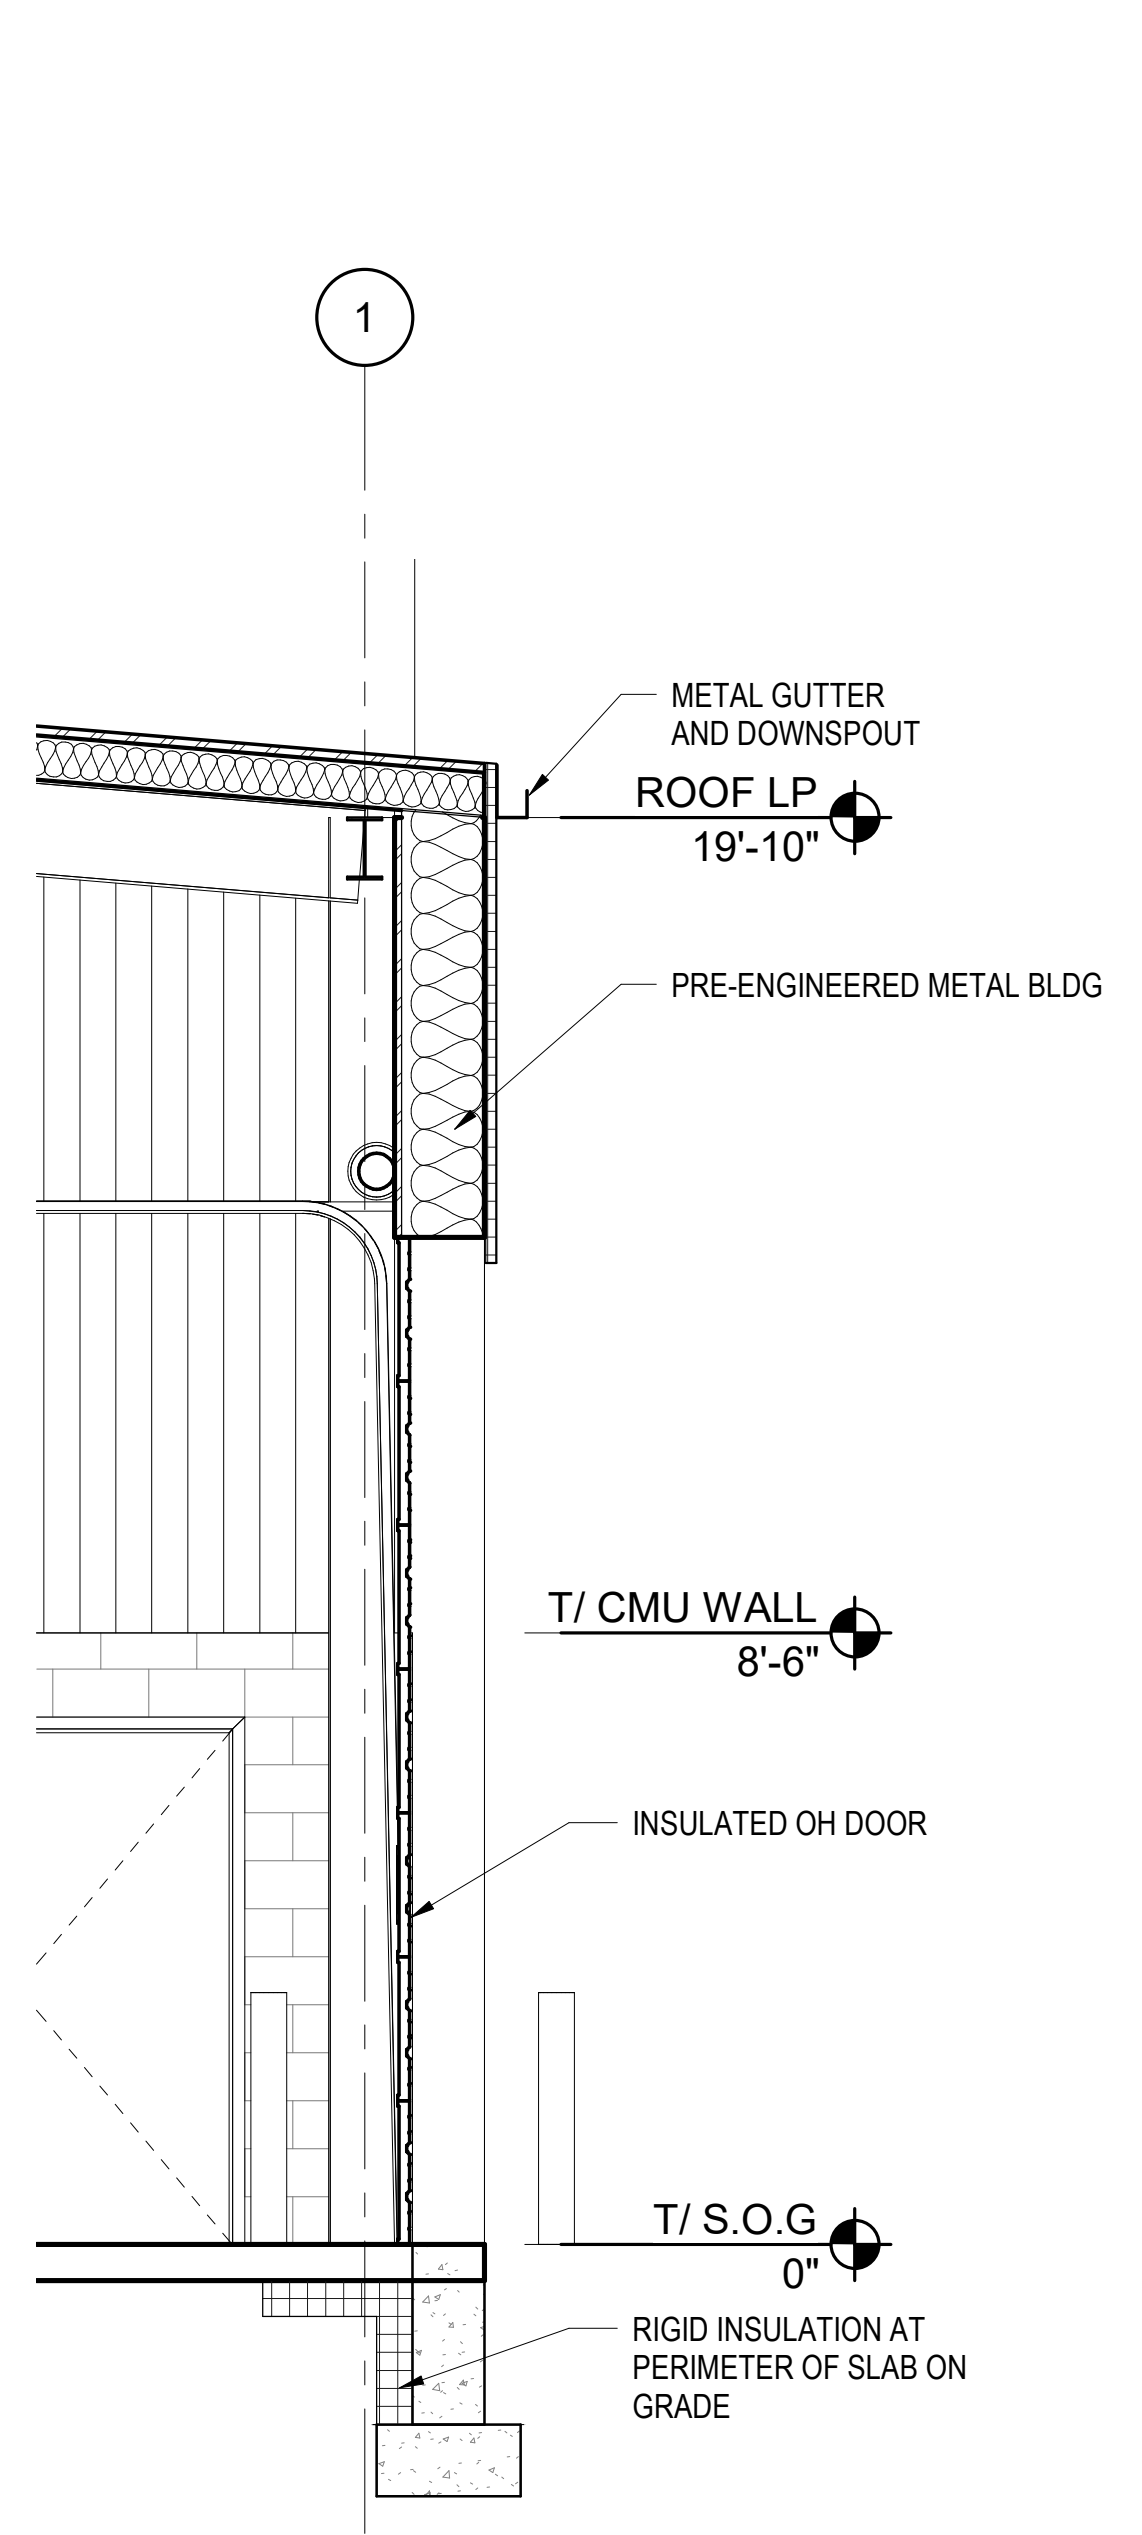 1
METAL GUTTER
AND DOWNSPOUT
ROOF LP
19'-10"
PRE-ENGINEERED METAL BLDG
T/ CMU WALL
8'-6"
INSULATED OH DOOR
T/ S.O.G
0"
RIGID INSULATION AT
PERIMETER OF SLAB ON
GRADE